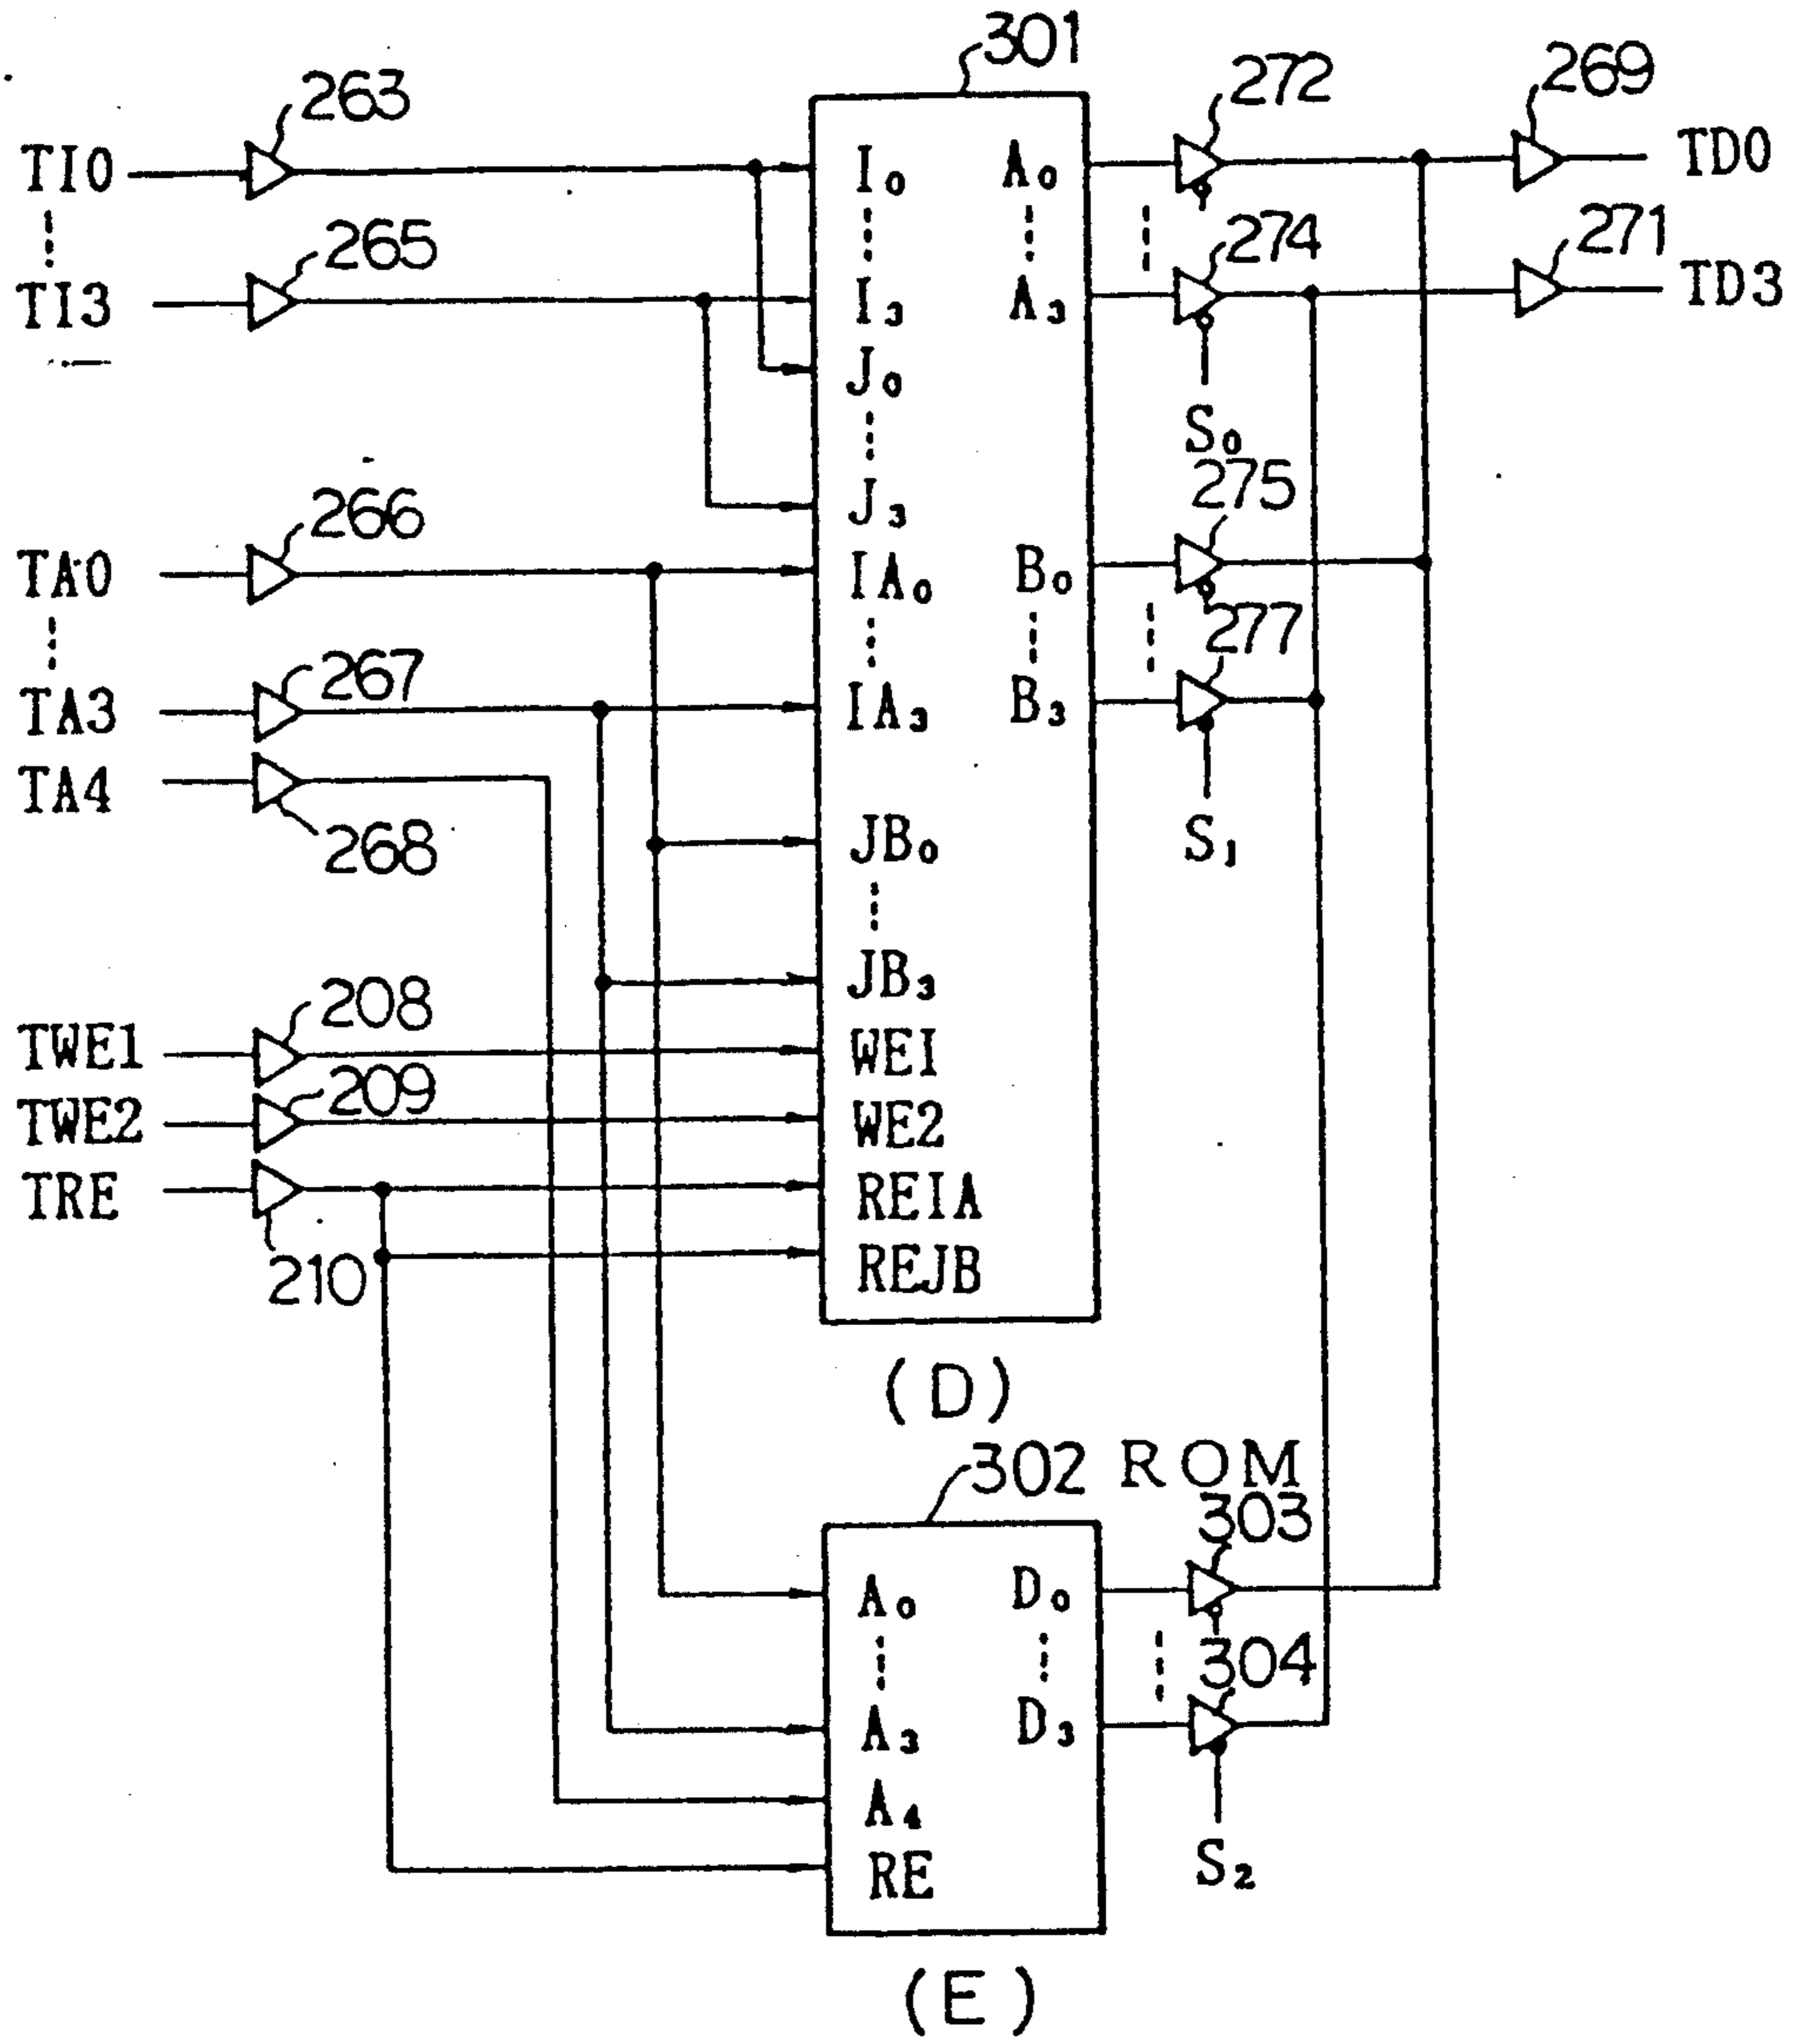 301
263 272 269
TI0 I₀ A₀ TD0
265 274 271
TI3 I₃ A₃ TD3
J₀
S₀
275
266 J₃
TA0 IA₀ B₀
277
267
TA3 IA₃ B₃
TA4
268 JB₀ S₁
JB₃
208
TWE1 WE1
209
TWE2 WE2
TRE REIA
210 REJB
(D)
302 ROM
303
A₀ D₀
304
A₃ D₃
A₄
RE S₂
(E)